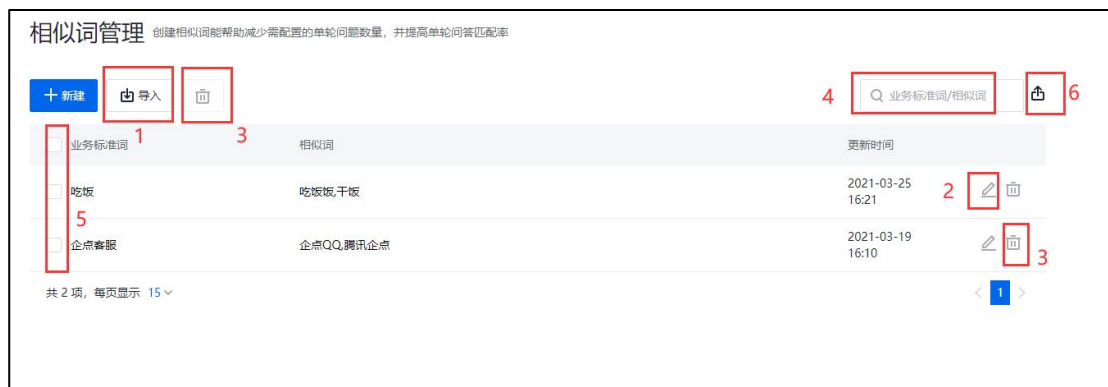 相似词管理 创建相似词能帮助减少需配置的单轮问题数量，并提高单轮问答匹配率
新建 导入 4 业务标准词/相似词 6
1 3
业务标准词 相似词 更新时间
吃饭 吃饭饭,干饭 2021-03-25 16:21 2
5
企点客服 企点QQ,腾讯企点 2021-03-19 16:10 3
共 2 项，每页显示 15 1